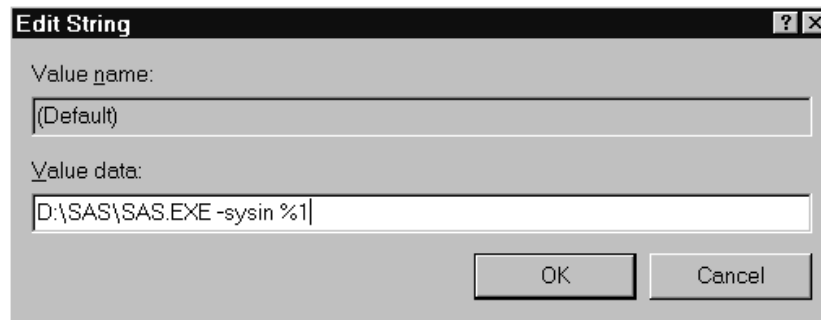 Edit String
Value name:
(Default)
Value data:
D:\SAS\SAS.EXE -sysin %1
OK Cancel